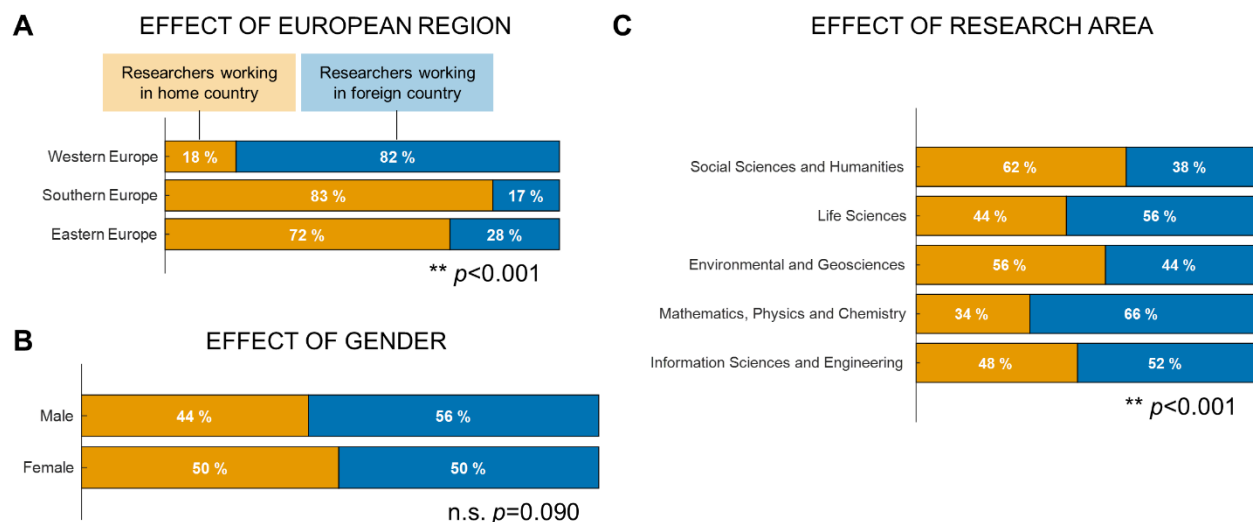 A
EFFECT OF EUROPEAN REGION
Researchers working
in home country
Researchers working
in foreign country
Western Europe
18 %
82 %
Southern Europe
83 %
17 %
Eastern Europe
72 %
28 %
** p<0.001
B
EFFECT OF GENDER
Male
44 %
56 %
Female
50 %
50 %
n.s. p=0.090
C
EFFECT OF RESEARCH AREA
Social Sciences and Humanities
62 %
38 %
Life Sciences
44 %
56 %
Environmental and Geosciences
56 %
44 %
Mathematics, Physics and Chemistry
34 %
66 %
Information Sciences and Engineering
48 %
52 %
** p<0.001